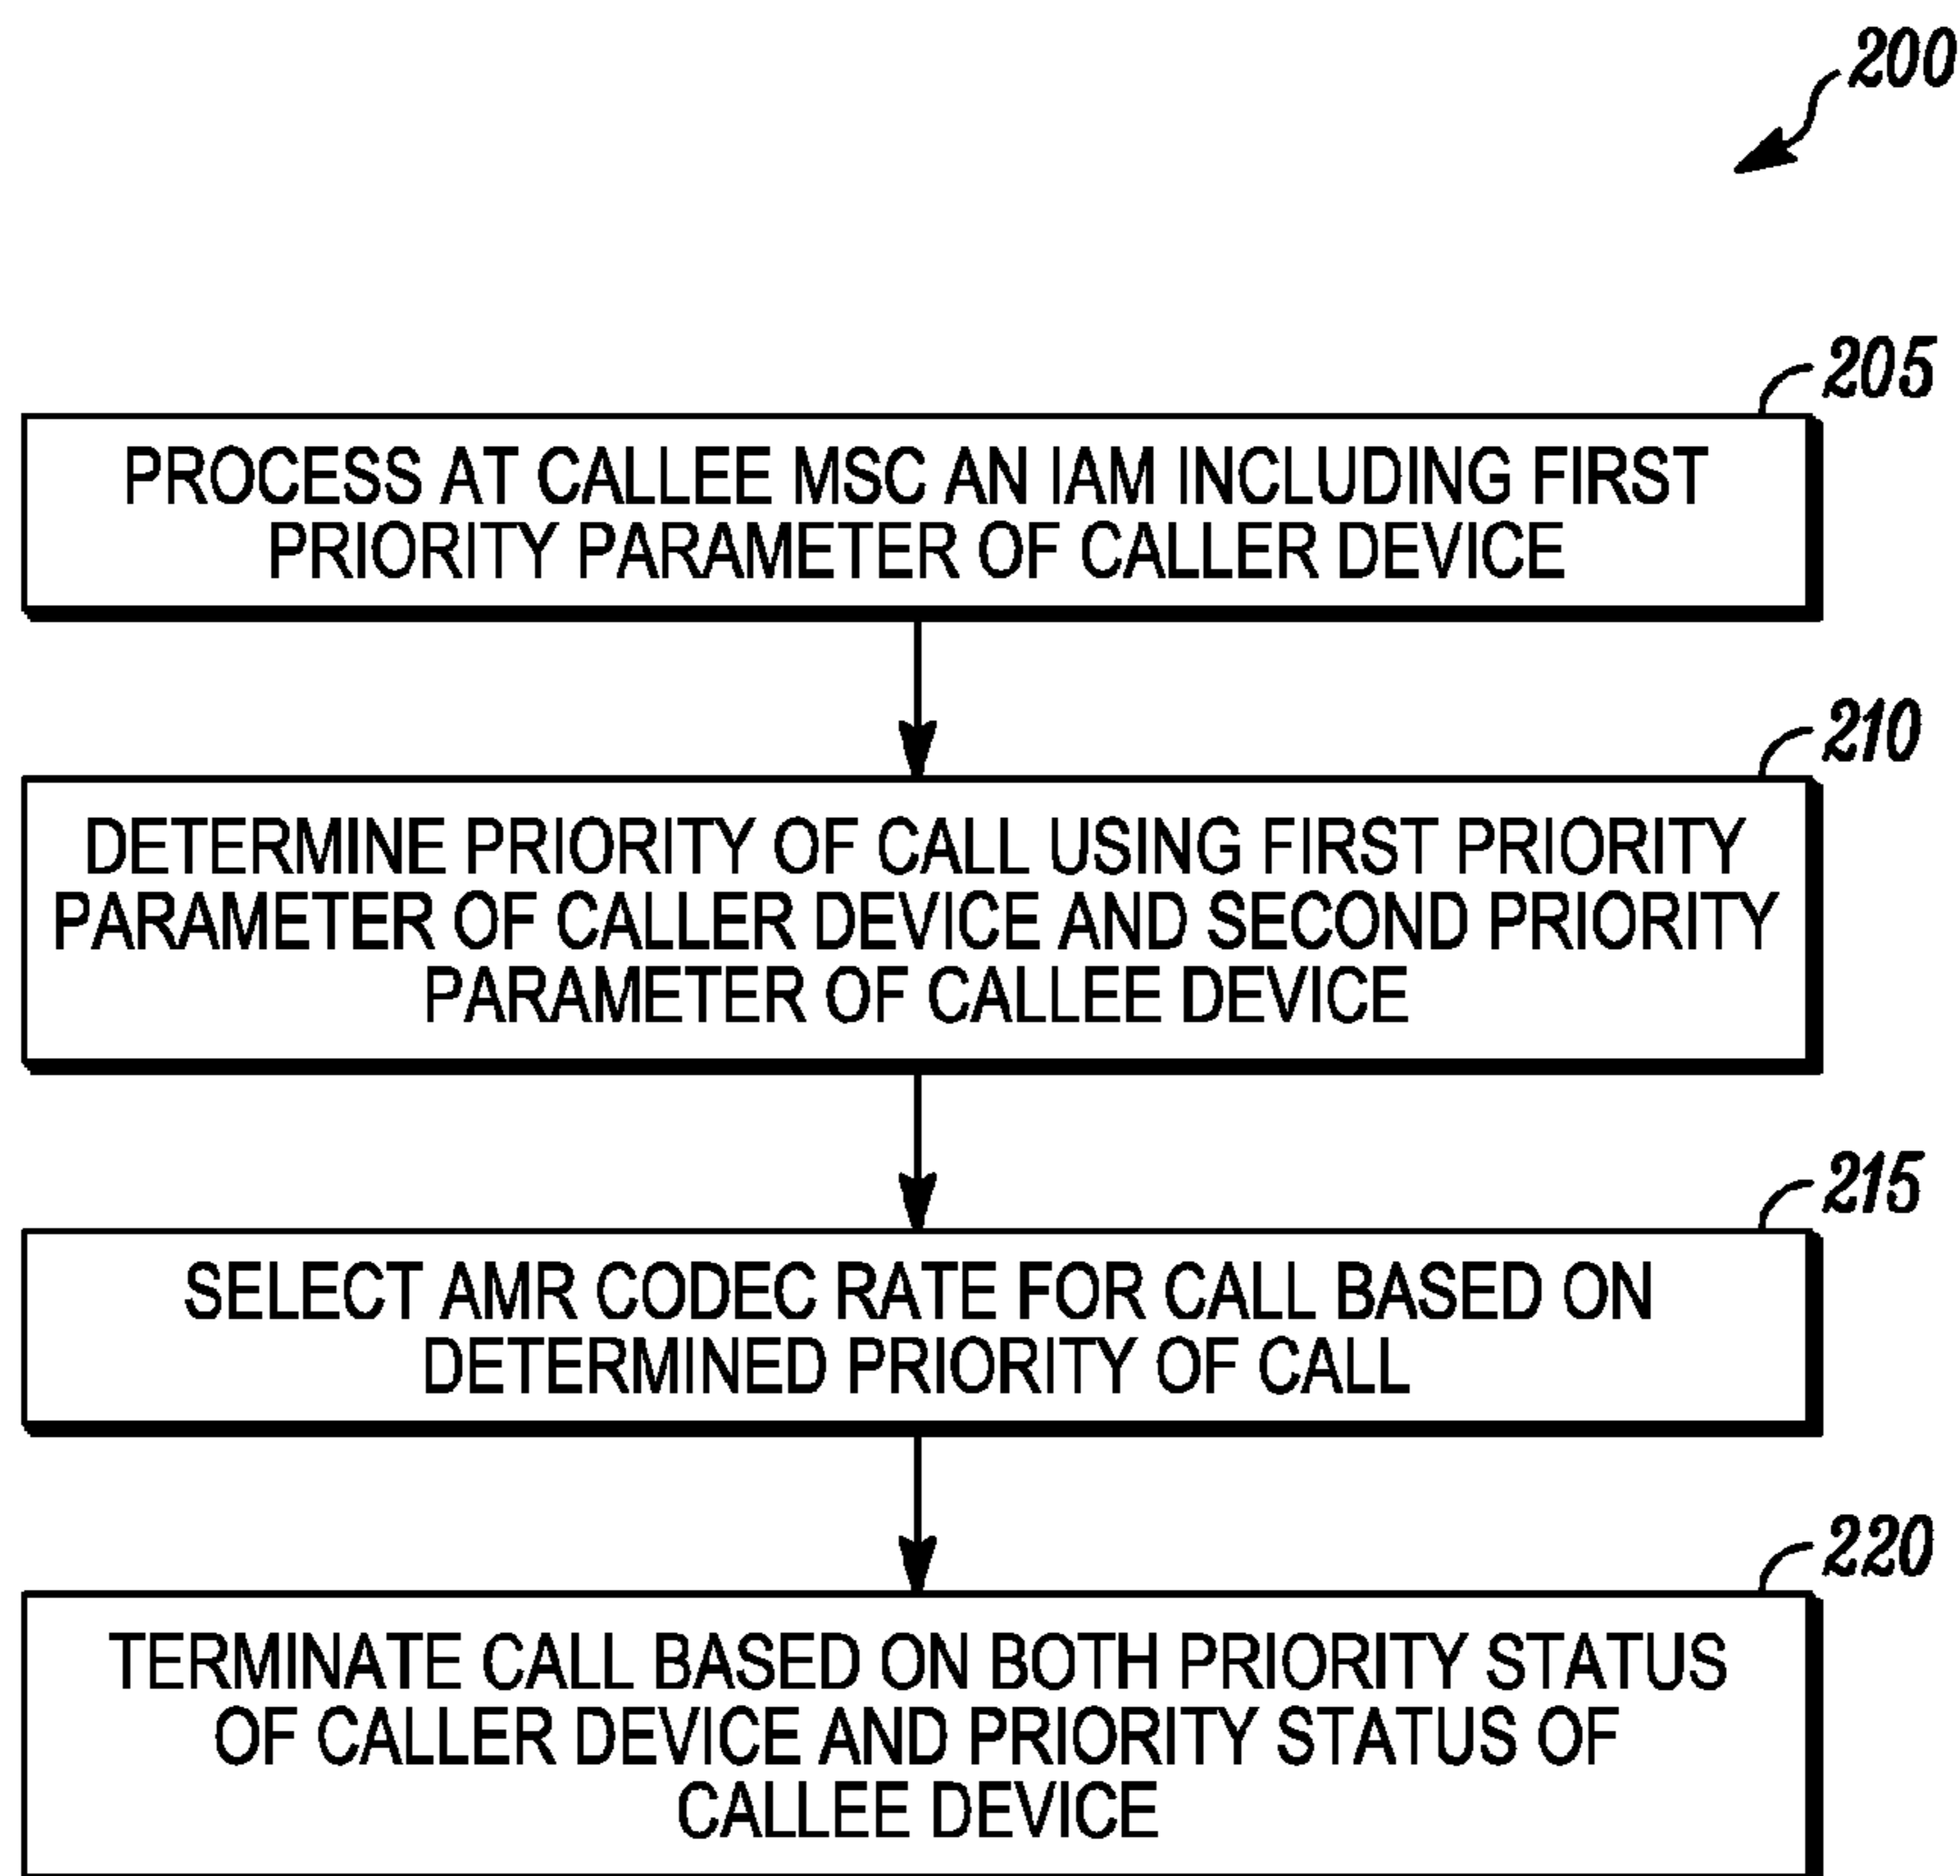 200
205
PROCESS AT CALLEE MSC AN IAM INCLUDING FIRST
PRIORITY PARAMETER OF CALLER DEVICE
210
DETERMINE PRIORITY OF CALL USING FIRST PRIORITY
PARAMETER OF CALLER DEVICE AND SECOND PRIORITY
PARAMETER OF CALLEE DEVICE
215
SELECT AMR CODEC RATE FOR CALL BASED ON
DETERMINED PRIORITY OF CALL
220
TERMINATE CALL BASED ON BOTH PRIORITY STATUS
OF CALLER DEVICE AND PRIORITY STATUS OF
CALLEE DEVICE